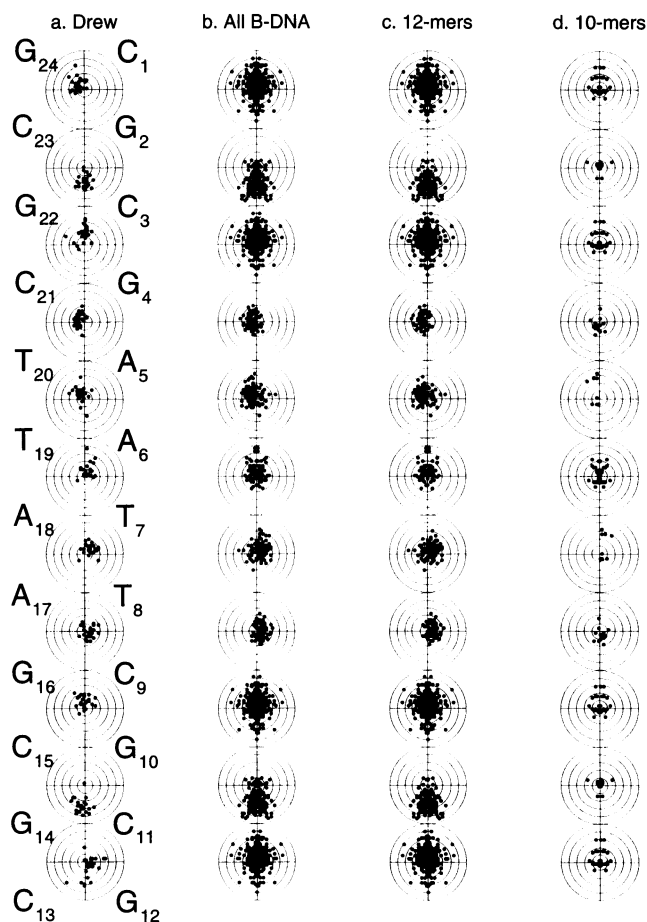 a. Drew b. All B-DNA c. 12-mers d. 10-mers
G24 C1
C23 G2
G22 C3
C21 G4
T20 A5
T19 A6
A18 T7
A17 T8
G16 C9
C15 G10
G14 C11
C13 G12